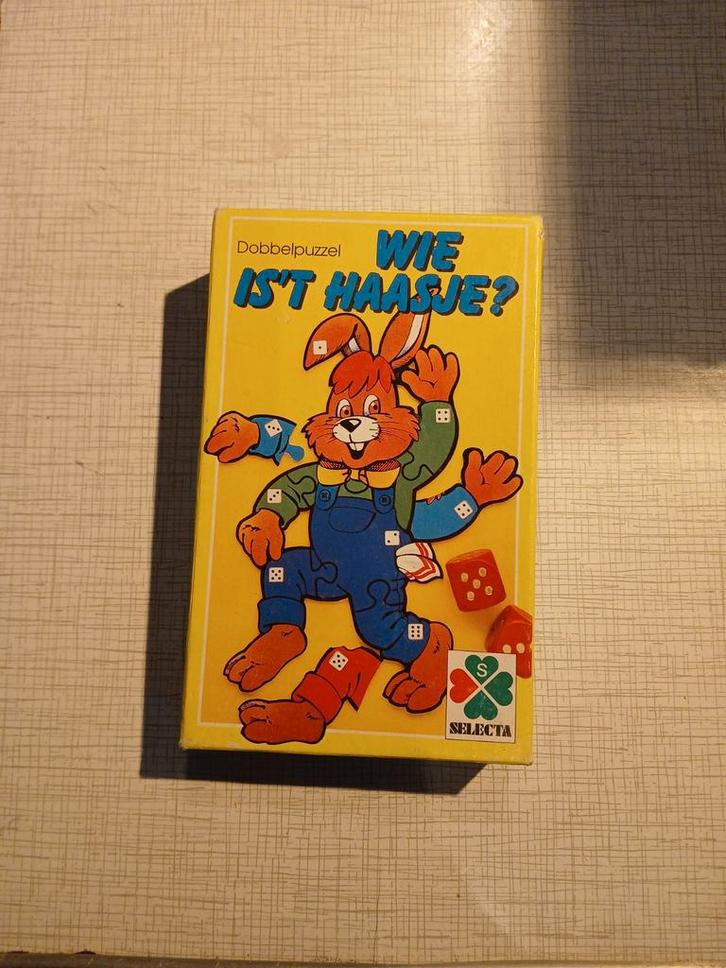 Dobbelpuzzel
WIE
IS'T HAASJE?
S
SELECTA